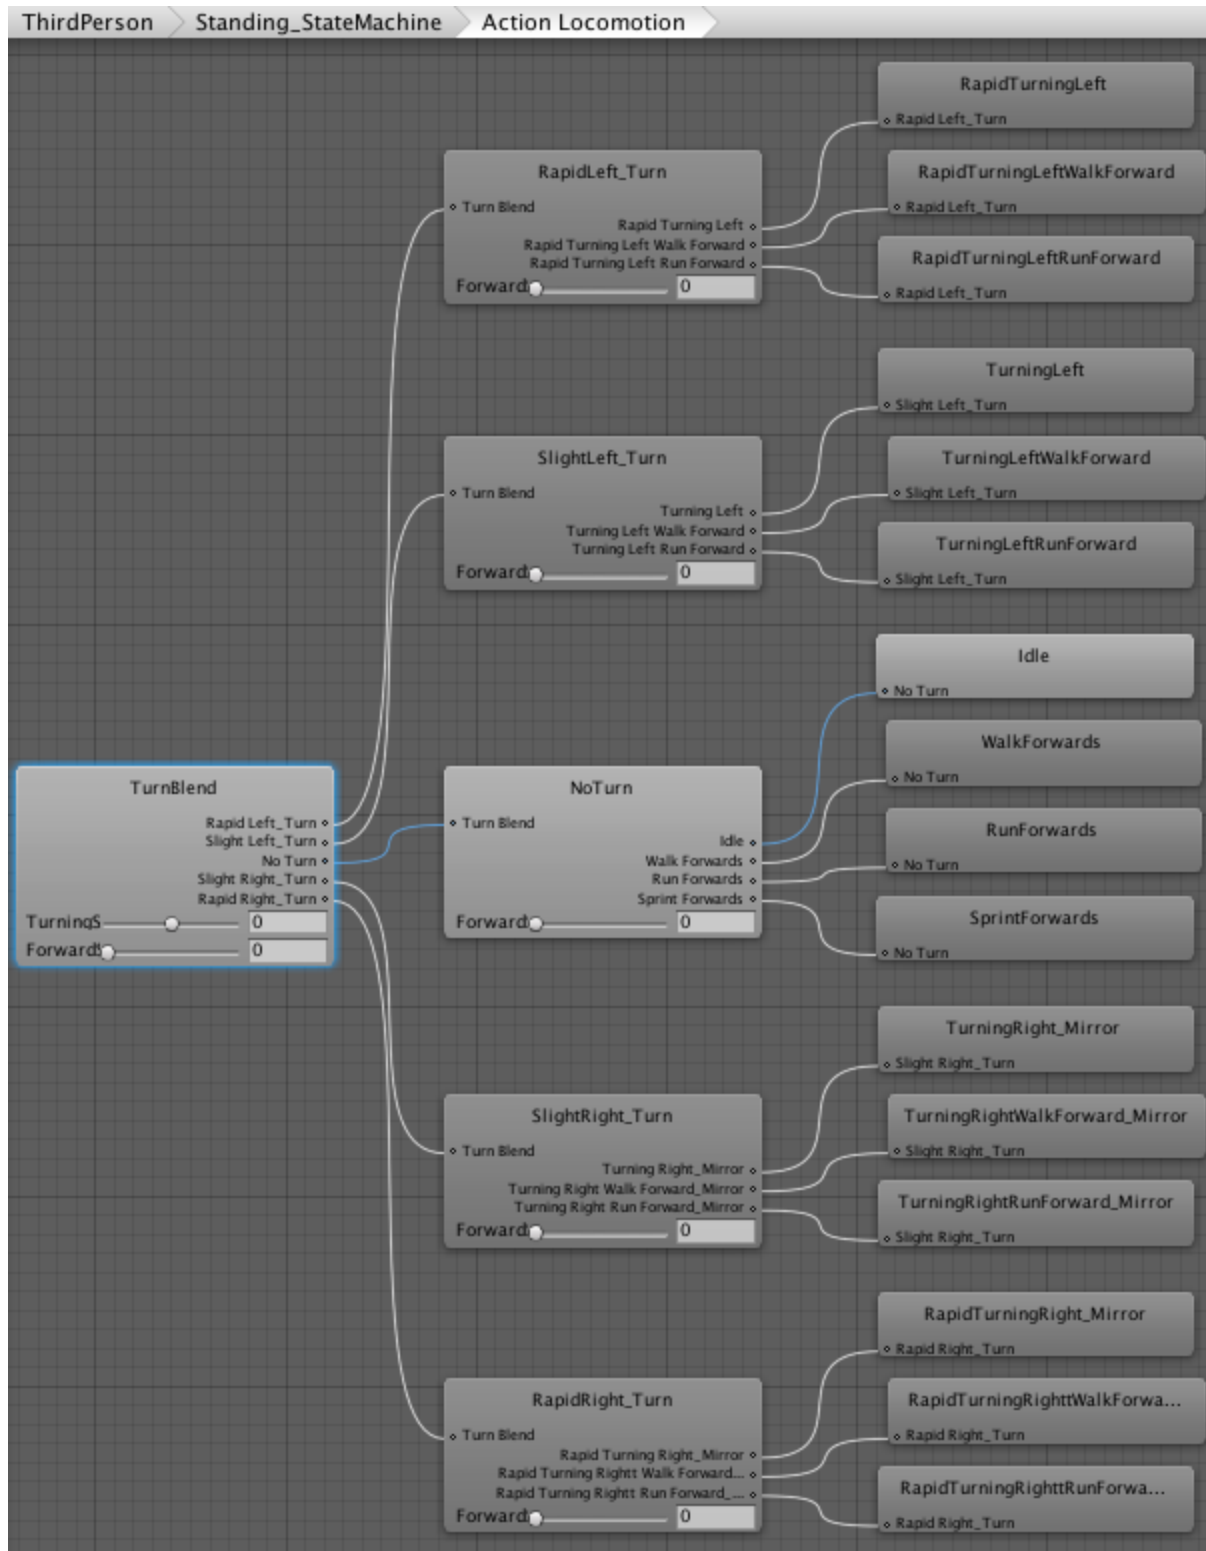 ThirdPerson Standing_StateMachine Action Locomotion
RapidTurningLeft
Rapid Left_Turn
RapidLeft_Turn
Turn Blend
Rapid Turning Left
Rapid Turning Left Walk Forward
Rapid Turning Left Run Forward
Forward 0
RapidTurningLeftWalkForward
Rapid Left_Turn
RapidTurningLeftRunForward
Rapid Left_Turn
TurningLeft
Slight Left_Turn
SlightLeft_Turn
Turn Blend
Turning Left
Turning Left Walk Forward
Turning Left Run Forward
Forward 0
TurningLeftWalkForward
Slight Left_Turn
TurningLeftRunForward
Slight Left_Turn
Idle
No Turn
WalkForwards
No Turn
TurnBlend
Rapid Left_Turn
Slight Left_Turn
No Turn
Slight Right_Turn
Rapid Right_Turn
TurningS 0
Forward 0
NoTurn
Turn Blend
Idle
Walk Forwards
Run Forwards
Sprint Forwards
Forward 0
RunForwards
No Turn
SprintForwards
No Turn
TurningRight_Mirror
Slight Right_Turn
SlightRight_Turn
Turn Blend
Turning Right_Mirror
Turning Right Walk Forward_Mirror
Turning Right Run Forward_Mirror
Forward 0
TurningRightWalkForward_Mirror
Slight Right_Turn
TurningRightRunForward_Mirror
Slight Right_Turn
RapidTurningRight_Mirror
Rapid Right_Turn
RapidRight_Turn
Turn Blend
Rapid Turning Right_Mirror
Rapid Turning Rightt Walk Forward...
Rapid Turning Rightt Run Forward_...
Forward 0
RapidTurningRighttWalkForwa...
Rapid Right_Turn
RapidTurningRighttRunForwa...
Rapid Right_Turn